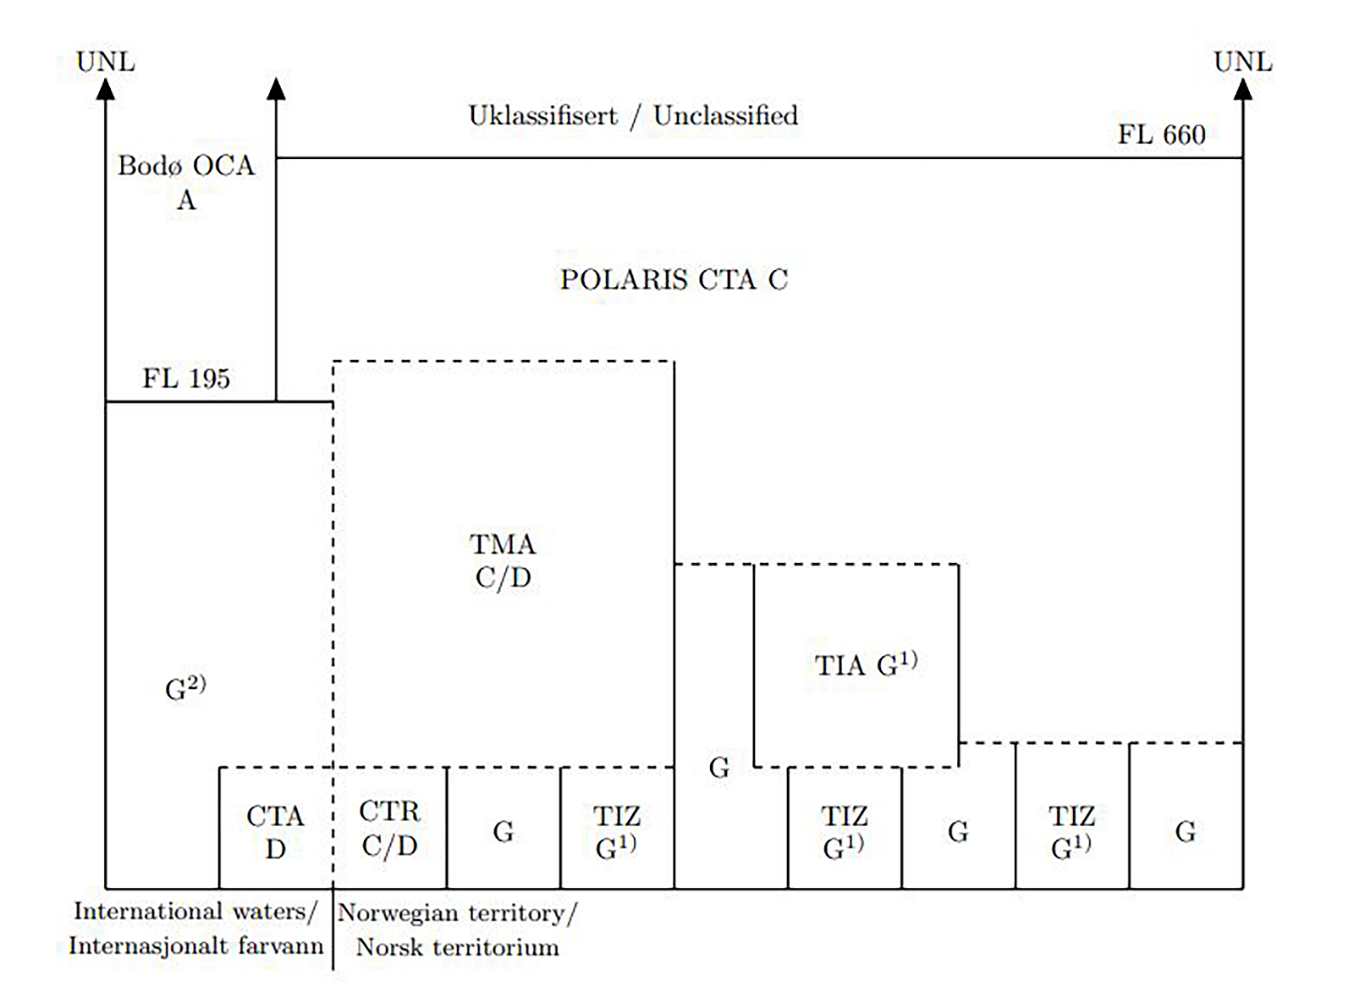 UNL
UNL
Uklassifisert / Unclassified
FL 660
Bodø OCA
A
POLARIS CTA C
FL 195
TMA
C/D
TIA G¹⁾
G²⁾
G
CTA
D
CTR
C/D
G
TIZ
G¹⁾
TIZ
G¹⁾
G
TIZ
G¹⁾
G
International waters/
Internasjonalt farvann
Norwegian territory/
Norsk territorium